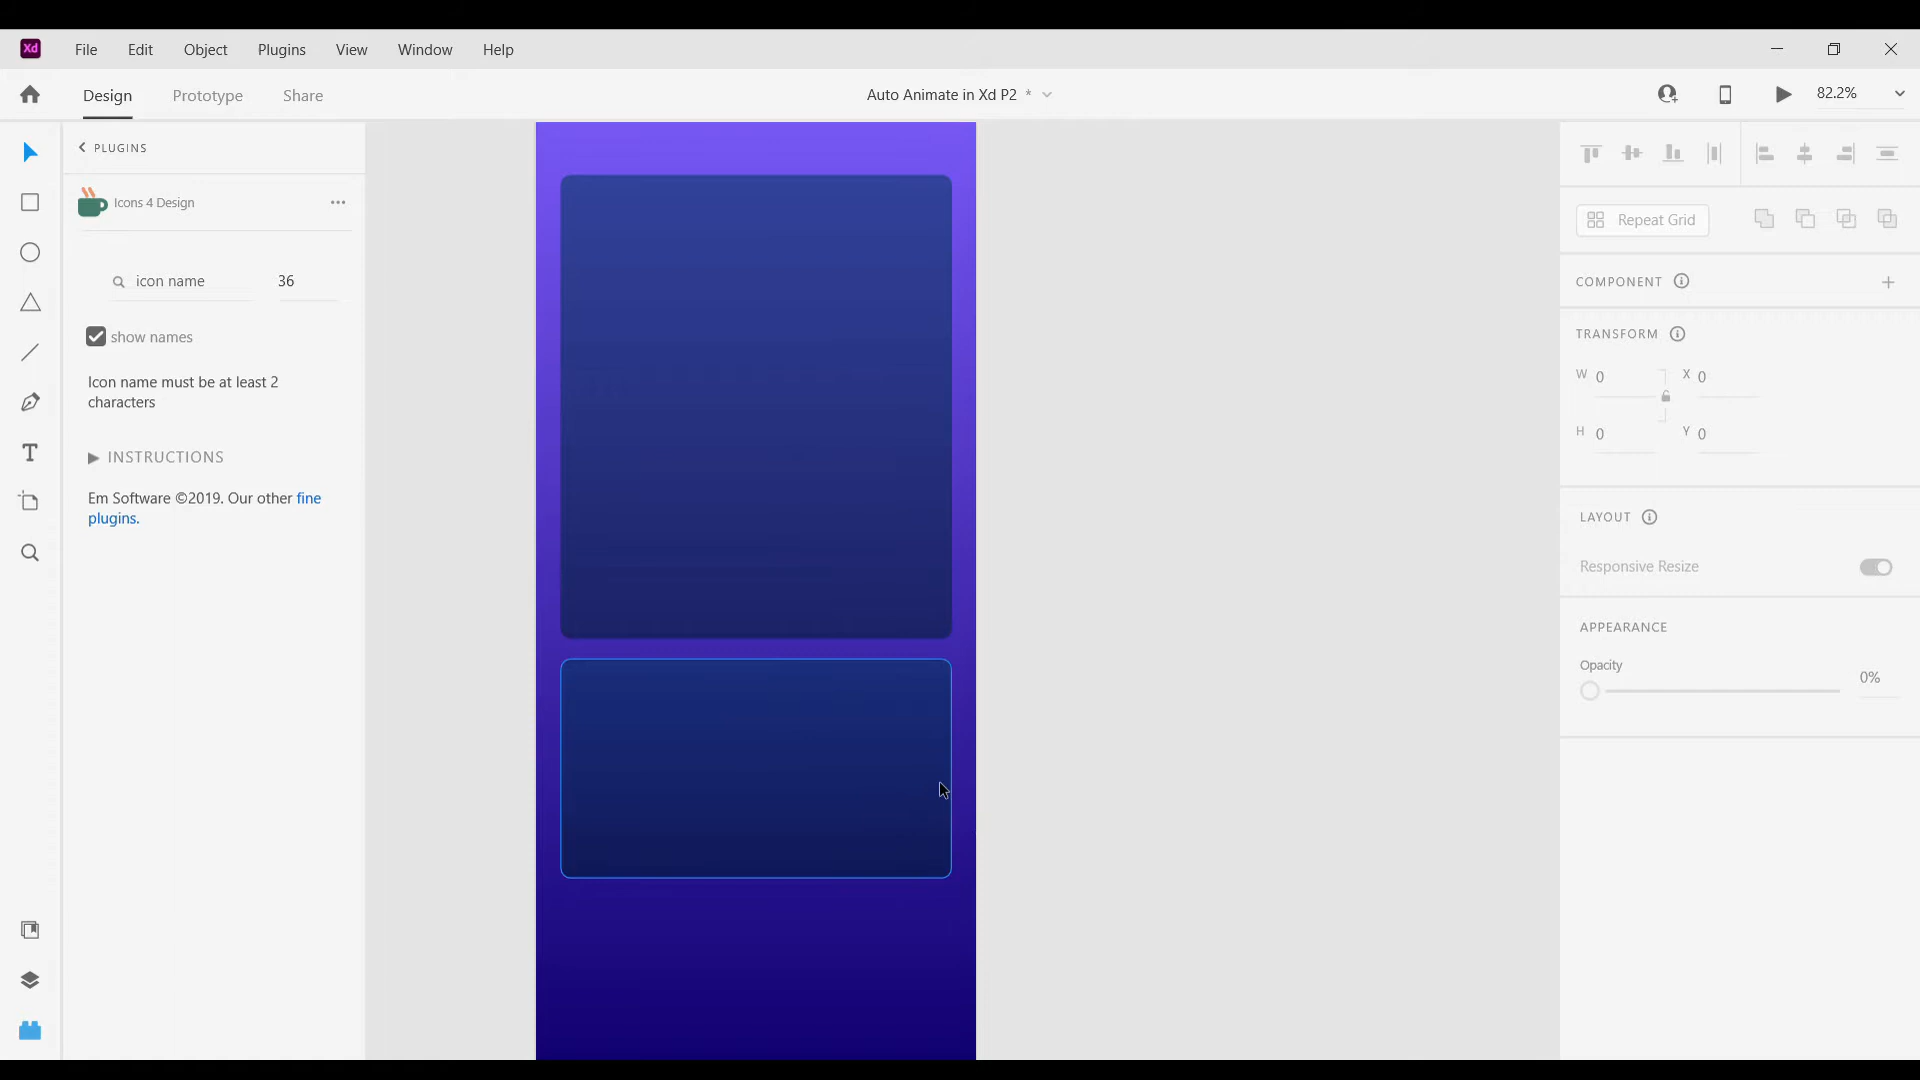 Xd File Edit Object Plugins View Window Help
Design Prototype Share Auto Animate in Xd P2 * 82.2%
PLUGINS
Icons 4 Design
icon name 36
show names
Icon name must be at least 2
characters
INSTRUCTIONS
Em Software ©2019. Our other fine
plugins.
Repeat Grid
COMPONENT
TRANSFORM
W 0 X 0
H 0 Y 0
LAYOUT
Responsive Resize
APPEARANCE
Opacity
0%